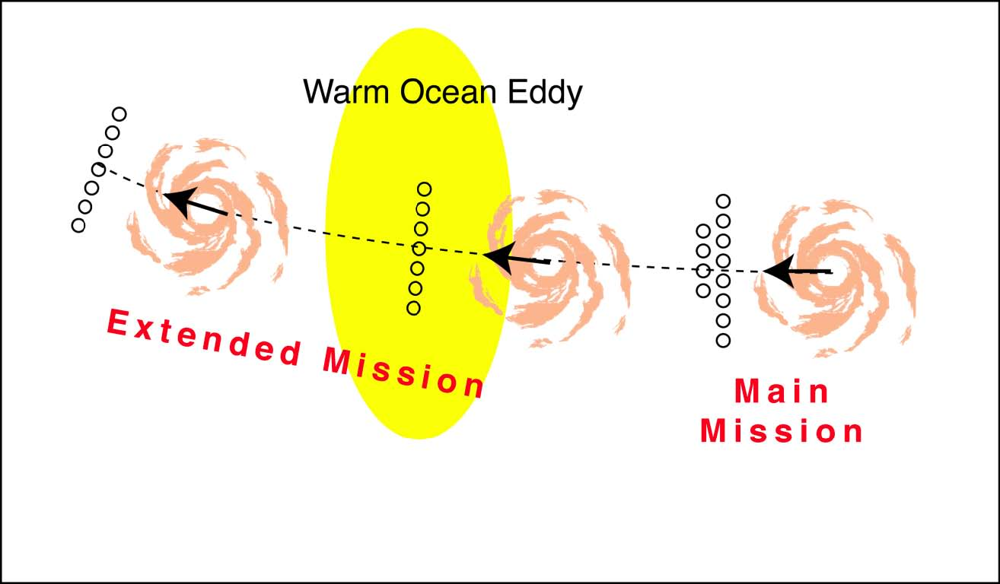 Warm Ocean Eddy
Extended Mission
Main
Mission